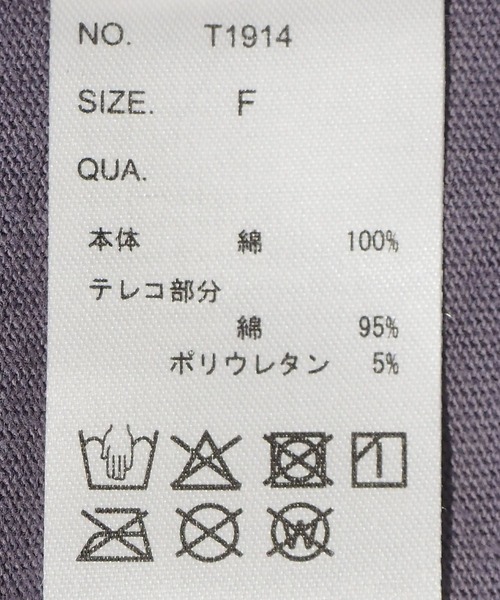 NO. T1914
SIZE. F
QUA.
本体 綿 100%
テレコ部分
綿 95%
ポリウレタン 5%
W